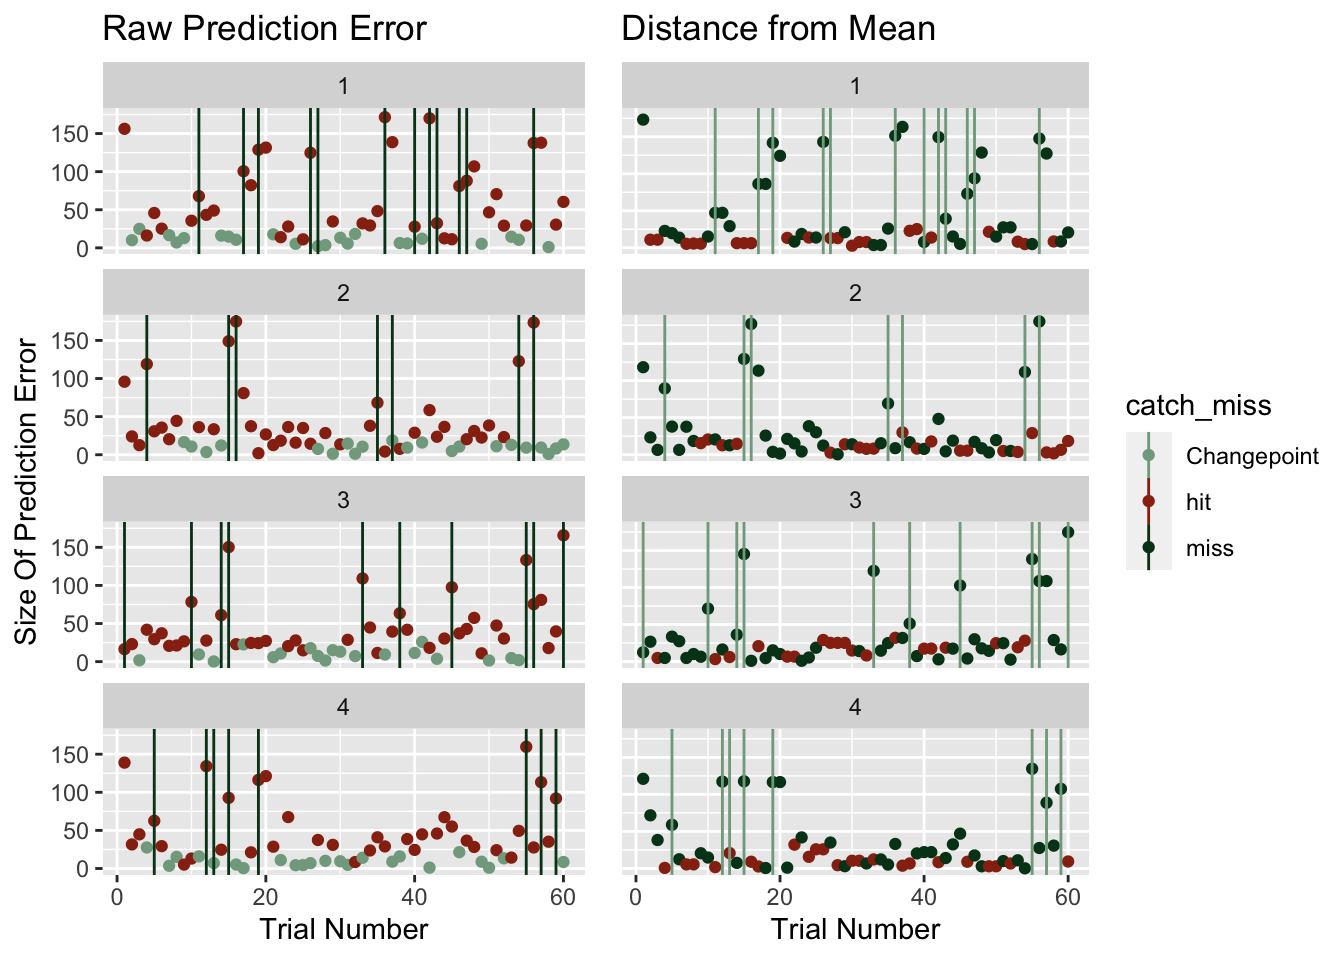 Raw Prediction Error
Distance from Mean
1
1
150
100
50
0
2
2
150
100
50
0
3
3
150
100
50
0
4
4
150
100
50
0
0 20 40 60
0 20 40 60
Trial Number
Trial Number
Size Of Prediction Error
catch_miss
Changepoint
hit
miss